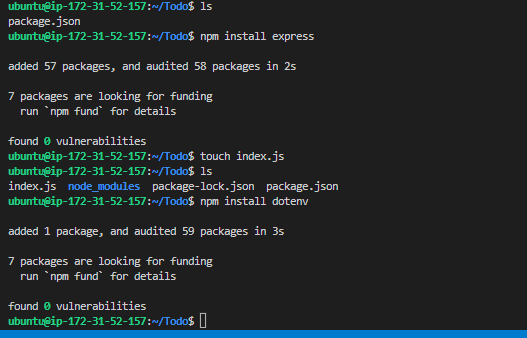 ubuntu@ip-172-31-52-157:~/Todo$ ls
package.json
ubuntu@ip-172-31-52-157:~/Todo$ npm install express
added 57 packages, and audited 58 packages in 2s
7 packages are looking for funding
run `npm fund` for details
found 0 vulnerabilities
ubuntu@ip-172-31-52-157:~/Todo$ touch index.js
ubuntu@ip-172-31-52-157:~/Todo$ ls
index.js node_modules package-lock.json package.json
ubuntu@ip-172-31-52-157:~/Todo$ npm install dotenv
added 1 package, and audited 59 packages in 3s
7 packages are looking for funding
run `npm fund` for details
found 0 vulnerabilities
ubuntu@ip-172-31-52-157:~/Todo$